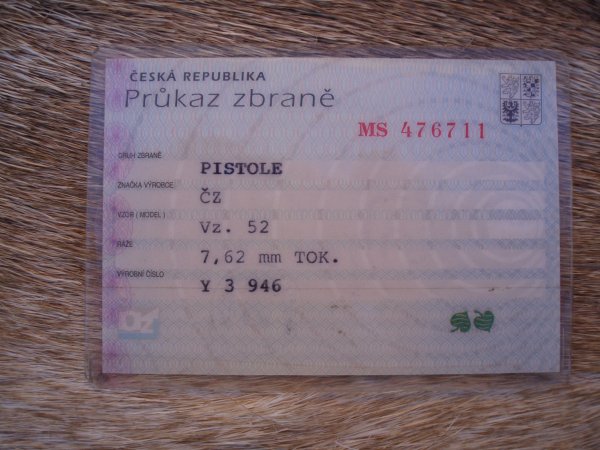 ČESKÁ REPUBLIKA
Průkaz zbraně
MS 476711
DRUH ZBRANĚ
PISTOLE
ZNAČKA VÝROBCE
ČZ
VZOR ( MODEL )
Vz. 52
RÁŽE
7,62 mm TOK.
VÝROBNÍ ČÍSLO
Y 3 946